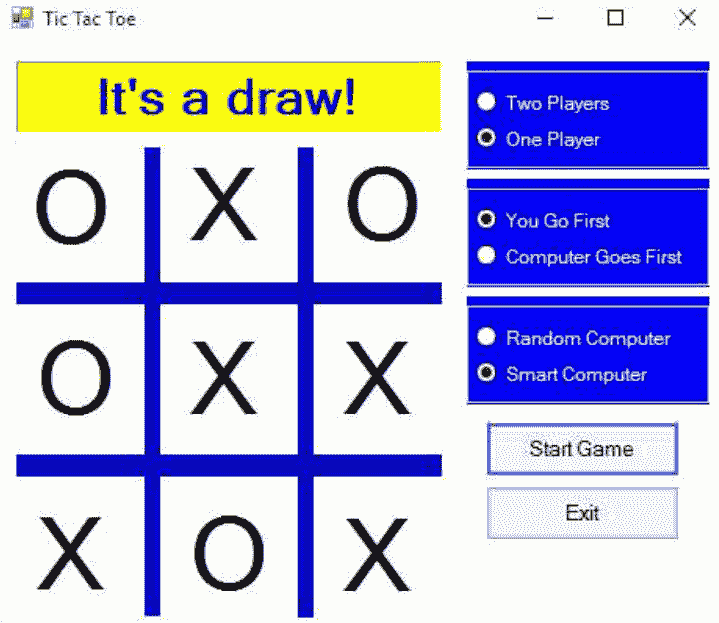 Tic Tac Toe
It's a draw!
O X O
O X X
X O X
Two Players
One Player
You Go First
Computer Goes First
Random Computer
Smart Computer
Start Game
Exit